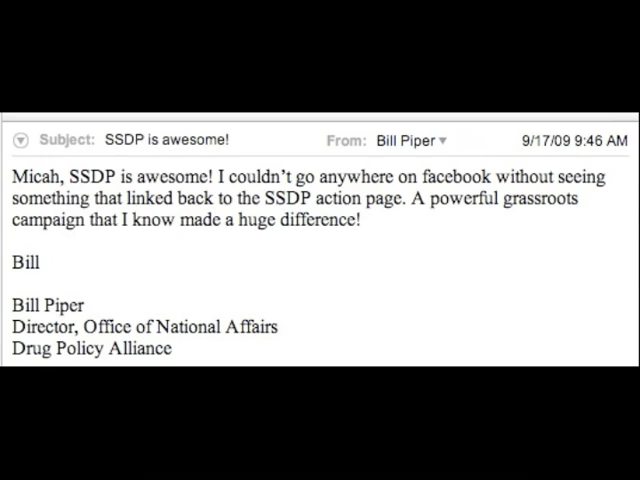 Subject: SSDP is awesome! From: Bill Piper 9/17/09 9:46 AM
Micah, SSDP is awesome! I couldn't go anywhere on facebook without seeing
something that linked back to the SSDP action page. A powerful grassroots
campaign that I know made a huge difference!
Bill
Bill Piper
Director, Office of National Affairs
Drug Policy Alliance